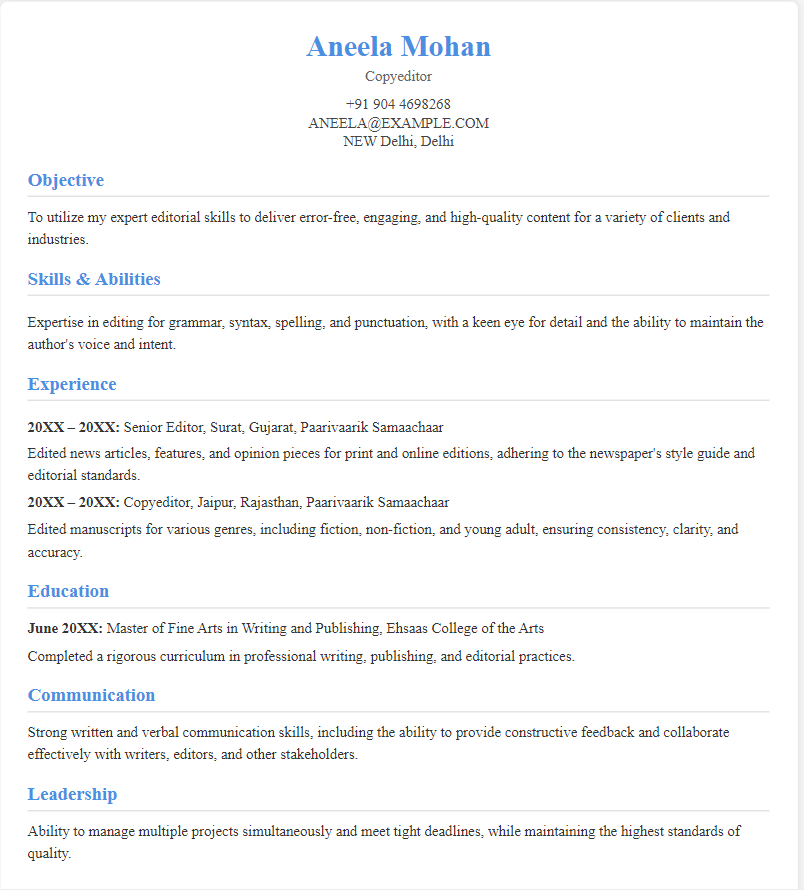 Aneela Mohan
Copyeditor
+91 904 4698268
ANEELA@EXAMPLE.COM
NEW Delhi, Delhi
Objective
To utilize my expert editorial skills to deliver error-free, engaging, and high-quality content for a variety of clients and
industries.
Skills & Abilities
Expertise in editing for grammar, syntax, spelling, and punctuation, with a keen eye for detail and the ability to maintain the
author's voice and intent.
Experience
20XX – 20XX: Senior Editor, Surat, Gujarat, Paarivaarik Samaachaar
Edited news articles, features, and opinion pieces for print and online editions, adhering to the newspaper's style guide and
editorial standards.
20XX – 20XX: Copyeditor, Jaipur, Rajasthan, Paarivaarik Samaachaar
Edited manuscripts for various genres, including fiction, non-fiction, and young adult, ensuring consistency, clarity, and
accuracy.
Education
June 20XX: Master of Fine Arts in Writing and Publishing, Ehsaas College of the Arts
Completed a rigorous curriculum in professional writing, publishing, and editorial practices.
Communication
Strong written and verbal communication skills, including the ability to provide constructive feedback and collaborate
effectively with writers, editors, and other stakeholders.
Leadership
Ability to manage multiple projects simultaneously and meet tight deadlines, while maintaining the highest standards of
quality.